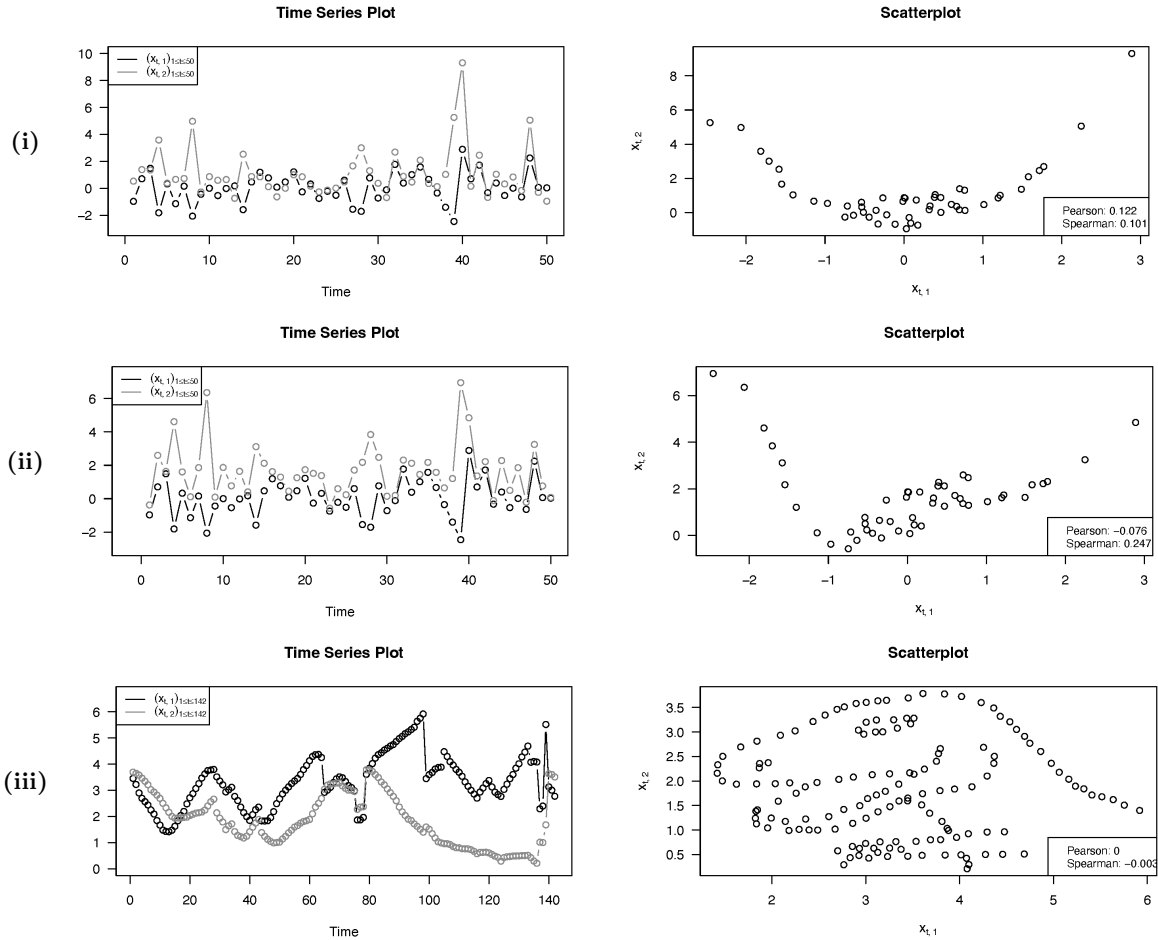 Time Series Plot
Scatterplot
(i)
(x_{t, 1})_{1≤t≤50}
(x_{t, 2})_{1≤t≤50}
10
8
6
4
2
0
−2
0 10 20 30 40 50
Time
x_{t, 2}
8
6
4
2
0
Pearson: 0.122
Spearman: 0.101
−2 −1 0 1 2 3
x_{t, 1}
Time Series Plot
Scatterplot
(ii)
(x_{t, 1})_{1≤t≤50}
(x_{t, 2})_{1≤t≤50}
6
4
2
0
−2
0 10 20 30 40 50
Time
x_{t, 2}
6
4
2
0
Pearson: −0.076
Spearman: 0.247
−2 −1 0 1 2 3
x_{t, 1}
Time Series Plot
Scatterplot
(iii)
(x_{t, 1})_{1≤t≤142}
(x_{t, 2})_{1≤t≤142}
6
5
4
3
2
1
0
0 20 40 60 80 100 120 140
Time
x_{t, 2}
3.5
3.0
2.5
2.0
1.5
1.0
0.5
Pearson: 0
Spearman: −0.003
2 3 4 5 6
x_{t, 1}